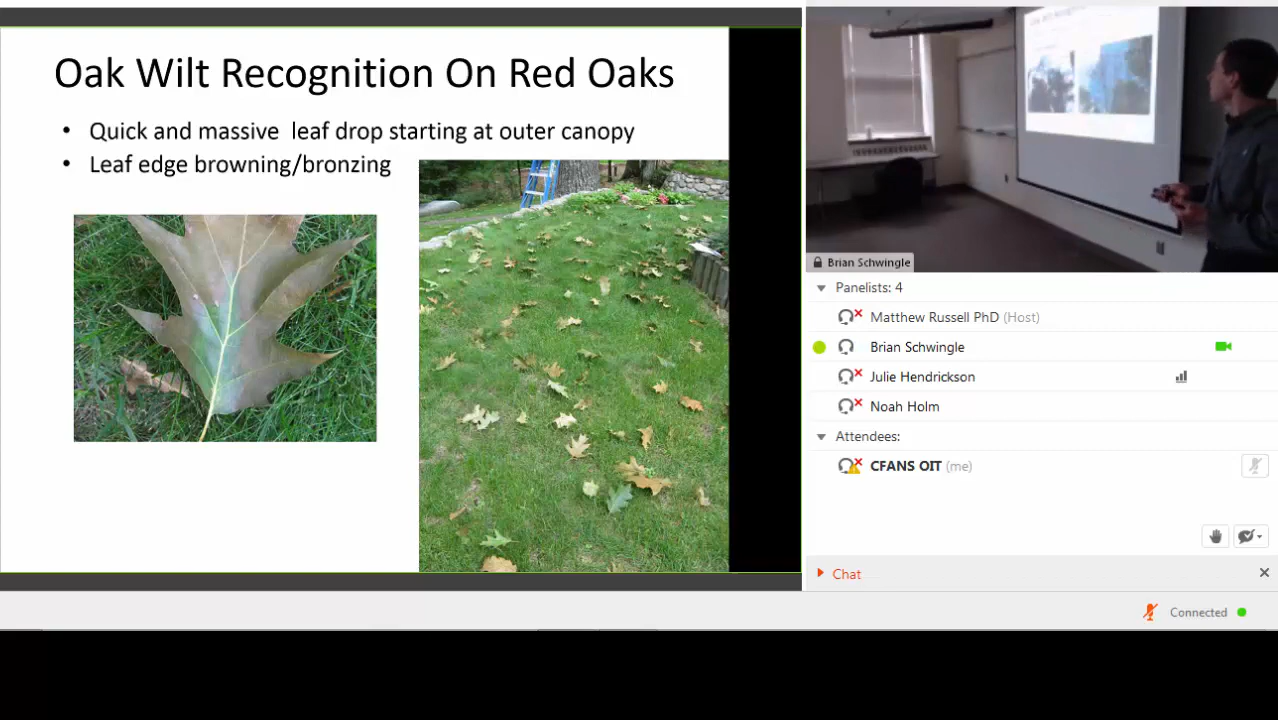 Oak Wilt Recognition On Red Oaks
• Quick and massive  leaf drop starting at outer canopy
• Leaf edge browning/bronzing
Brian Schwingle
Panelists: 4
Matthew Russell PhD (Host)
Brian Schwingle
Julie Hendrickson
Noah Holm
Attendees:
CFANS OIT (me)
Chat
Connected